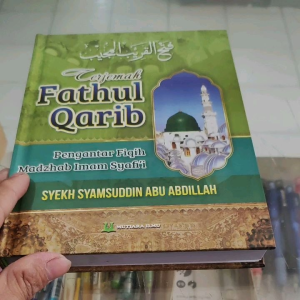 فتح القريب المجيب
Terjemah
Fathul
Qarib
Pengantar Fiqih
Madzhab Imam Syafi'i
SYEKH SYAMSUDDIN ABU ABDILLAH
MUTIARA ILMU